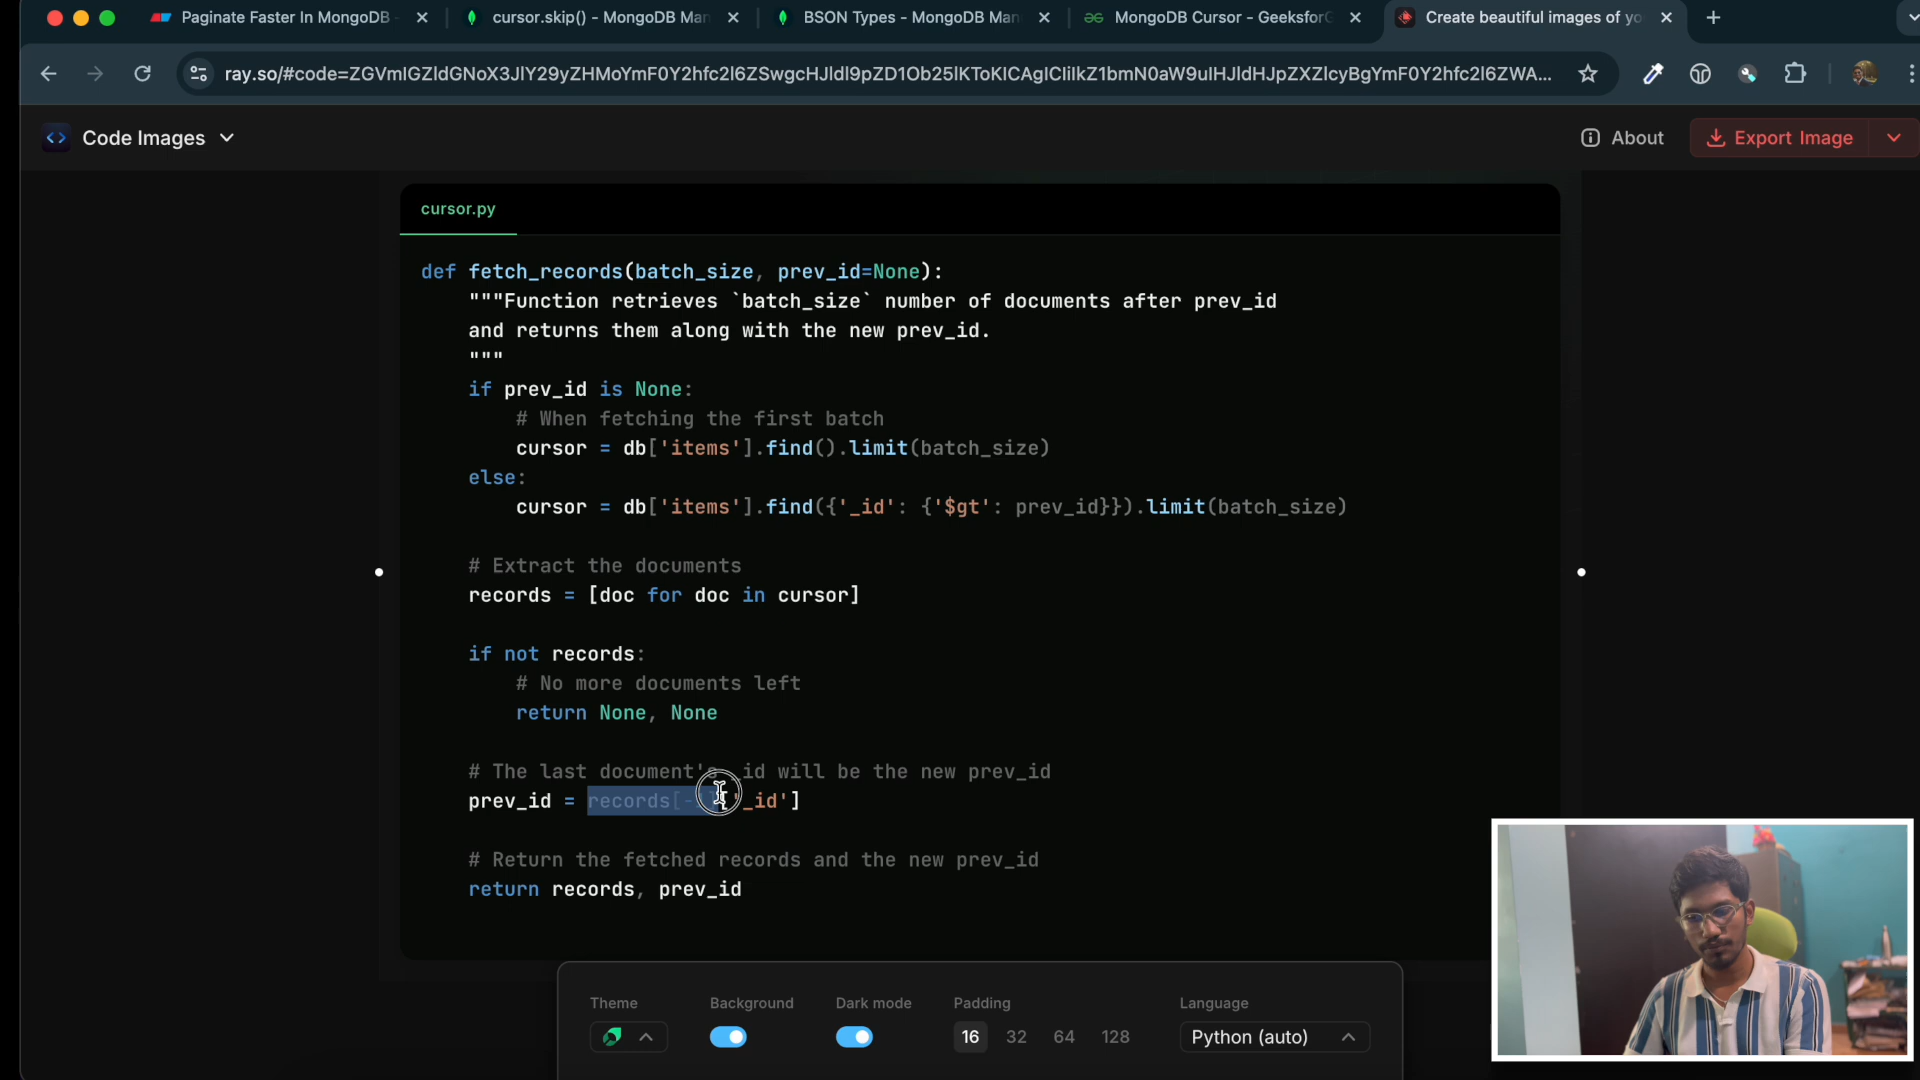 Paginate Faster In MongoDB -
cursor.skip() - MongoDB Man
BSON Types - MongoDB Man
MongoDB Cursor - GeeksforG
Create beautiful images of yo
Code Images
About
Export Image
cursor.py
def fetch_records(batch_size, prev_id=None):
"""Function retrieves `batch_size` number of documents after prev_id
and returns them along with the new prev_id.
"""
if prev_id is None:
# When fetching the first batch
cursor = db['items'].find().limit(batch_size)
else:
cursor = db['items'].find({'_id': {'$gt': prev_id}}).limit(batch_size)
# Extract the documents
records = [doc for doc in cursor]
if not records:
# No more documents left
return None, None
# The last document's _id will be the new prev_id
prev_id = records[-1]['_id']
# Return the fetched records and the new prev_id
return records, prev_id
Theme
Background
Dark mode
Padding
Language
16 32 64 128
Python (auto)